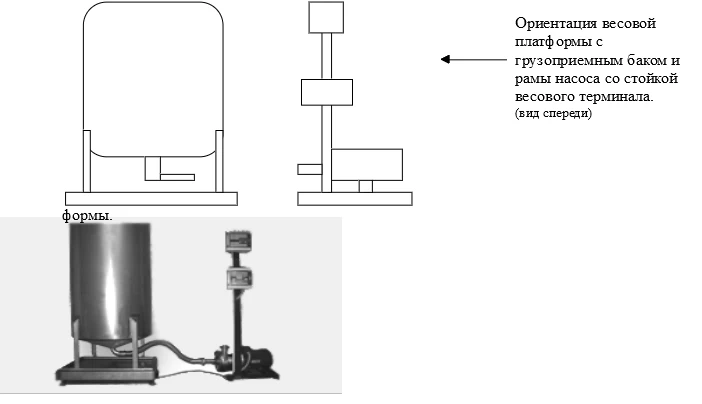 Ориентация весовой
платформы с
грузоприемным баком и
рамы насоса со стойкой
весового терминала.
(вид спереди)
формы.